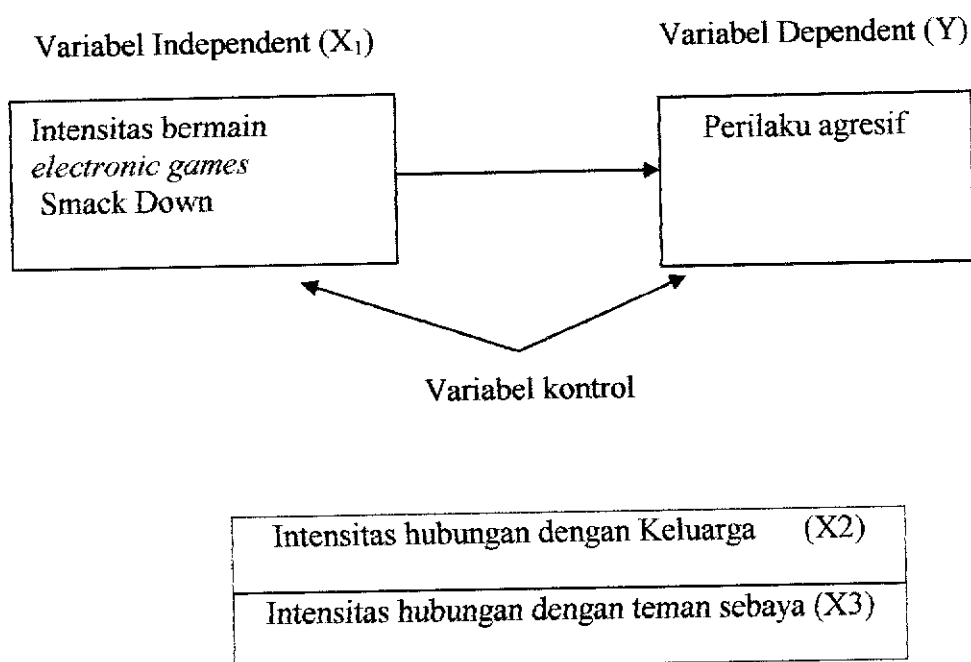 Variabel Independent (X₁)
Variabel Dependent (Y)
Intensitas bermain
electronic games
Smack Down
Perilaku agresif
Variabel kontrol
Intensitas hubungan dengan Keluarga (X2)
Intensitas hubungan dengan teman sebaya (X3)